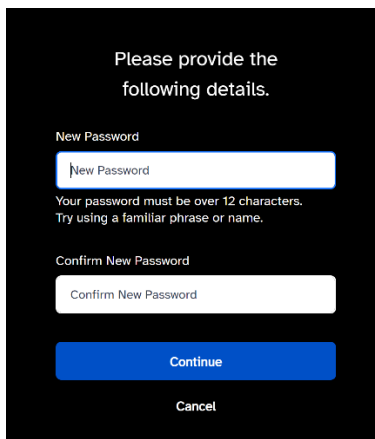 Please provide the
following details.
New Password
New Password
Your password must be over 12 characters.
Try using a familiar phrase or name.
Confirm New Password
Confirm New Password
Continue
Cancel